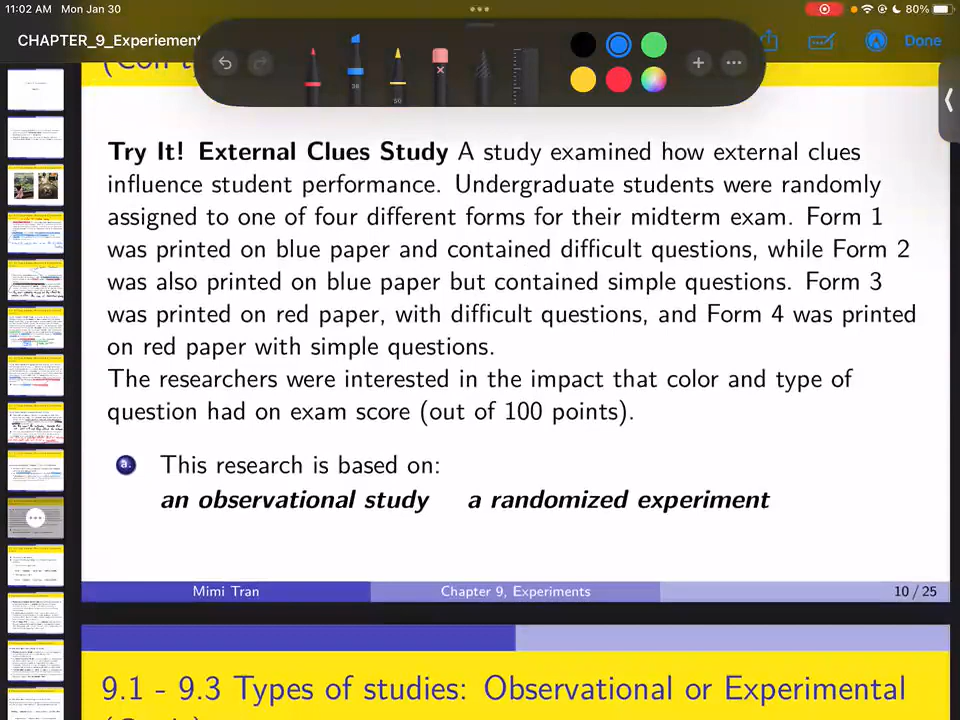 11:02 AM Mon Jan 30
80%
CHAPTER_9_Experiemen
Done
Try It! External Clues Study A study examined how external clues
influence student performance. Undergraduate students were randomly
assigned to one of four different forms for their midterm exam. Form 1
was printed on blue paper and contained difficult questions, while Form 2
was also printed on blue paper but contained simple questions. Form 3
was printed on red paper, with difficult questions, and Form 4 was printed
on red paper with simple questions.
The researchers were interested in the impact that color and type of
question had on exam score (out of 100 points).
a. This research is based on:
an observational study a randomized experiment
Mimi Tran Chapter 9, Experiments 10 / 25
9.1 - 9.3 Types of studies: Observational or Experimental